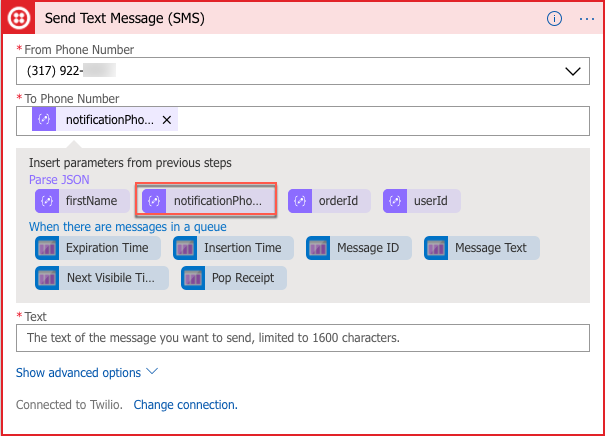 Send Text Message (SMS)
* From Phone Number
(317) 922-
* To Phone Number
notificationPho... ×
Insert parameters from previous steps
Parse JSON
firstName notificationPho... orderId userId
When there are messages in a queue
Expiration Time Insertion Time Message ID Message Text
Next Visibile Ti... Pop Receipt
* Text
The text of the message you want to send, limited to 1600 characters.
Show advanced options
Connected to Twilio. Change connection.